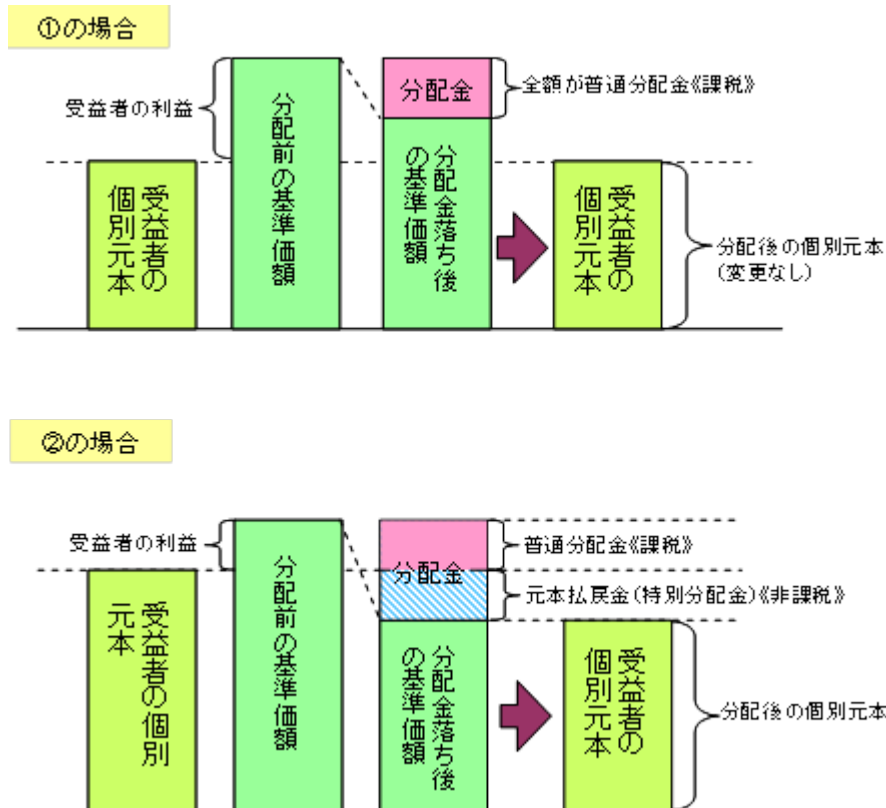 ①の場合
受益者の利益
受益者の
個別元本
分配前の基準価額
分配金
分配金落ち後
の基準価額
全額が普通分配金《課税》
受益者の
個別元本
分配後の個別元本
(変更なし)
②の場合
受益者の利益
受益者の個別
元本
分配前の基準価額
分配金
分配金落ち後
の基準価額
普通分配金《課税》
元本払戻金(特別分配金)《非課税》
受益者の
個別元本
分配後の個別元本